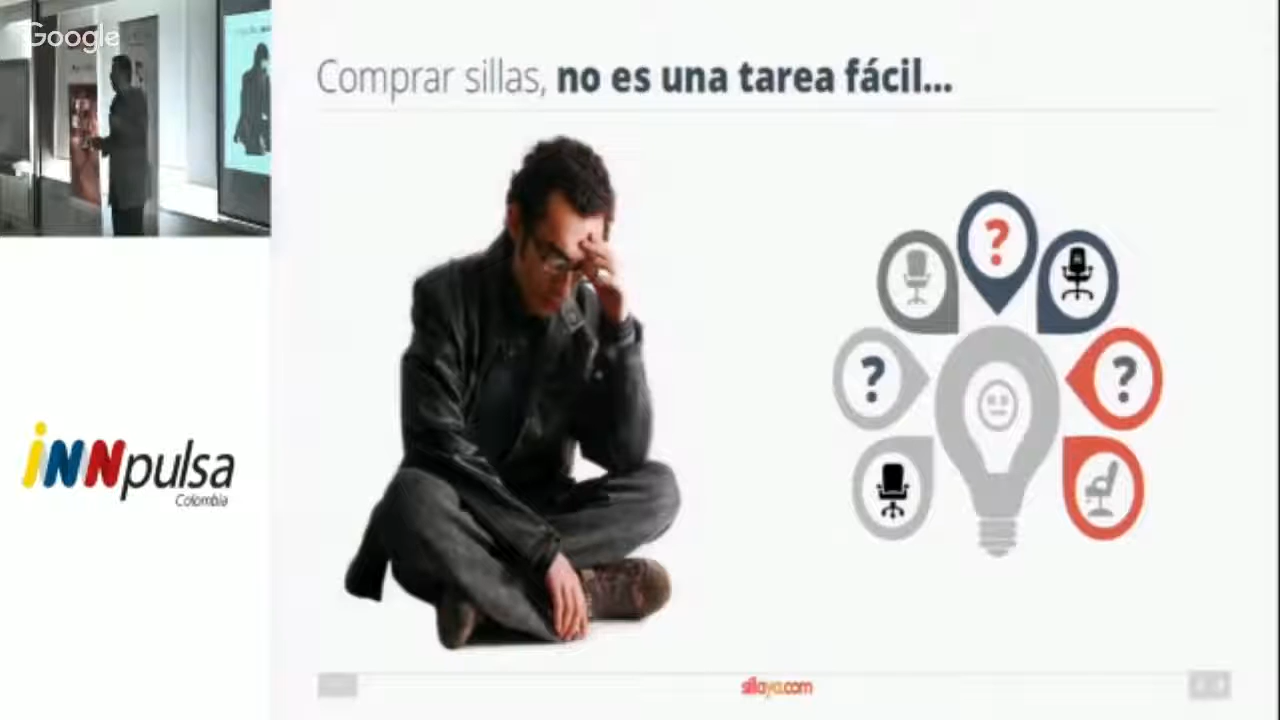 Google
Comprar sillas, no es una tarea fácil...
?
?
?
iNNpulsa
Colombia
sillaya.com